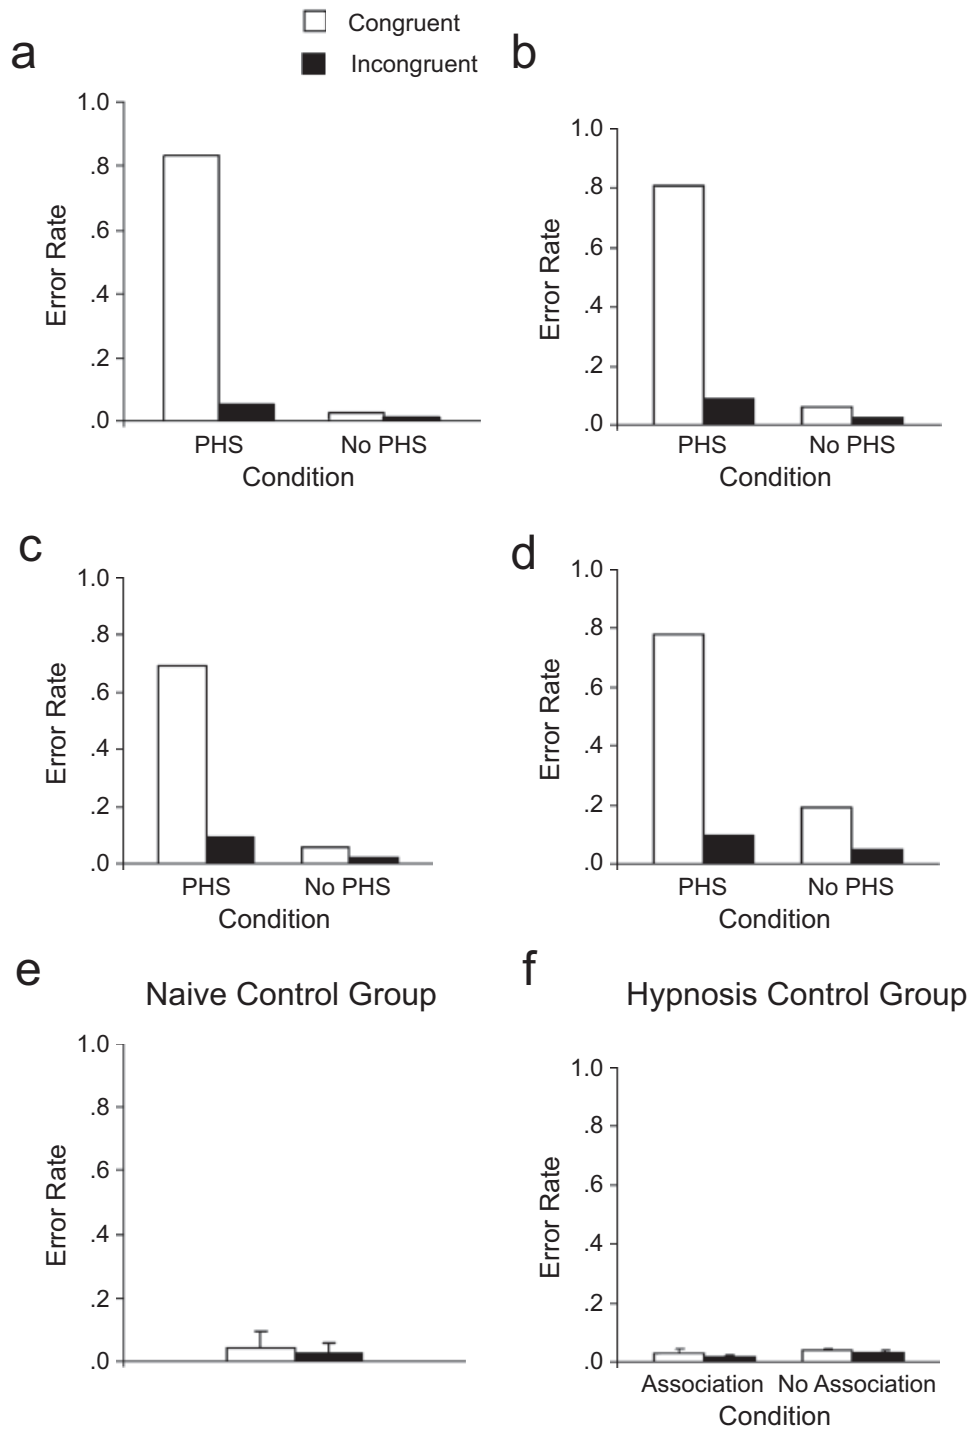 Congruent
Incongruent
a
1.0
.8
.6
.4
.2
.0
Error Rate
PHS No PHS
Condition
b
1.0
.8
.6
.4
.2
.0
Error Rate
PHS No PHS
Condition
c
1.0
.8
.6
.4
.2
.0
Error Rate
PHS No PHS
Condition
d
1.0
.8
.6
.4
.2
.0
Error Rate
PHS No PHS
Condition
e
Naive Control Group
1.0
.8
.6
.4
.2
.0
Error Rate
f
Hypnosis Control Group
1.0
.8
.6
.4
.2
.0
Error Rate
Association No Association
Condition